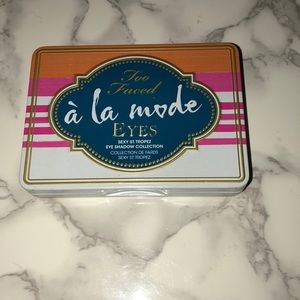 Too
Faced
à la mode
EYES
SEXY ST.TROPEZ
EYE SHADOW COLLECTION
COLLECTION DE FARDS
SEXY ST.TROPEZ